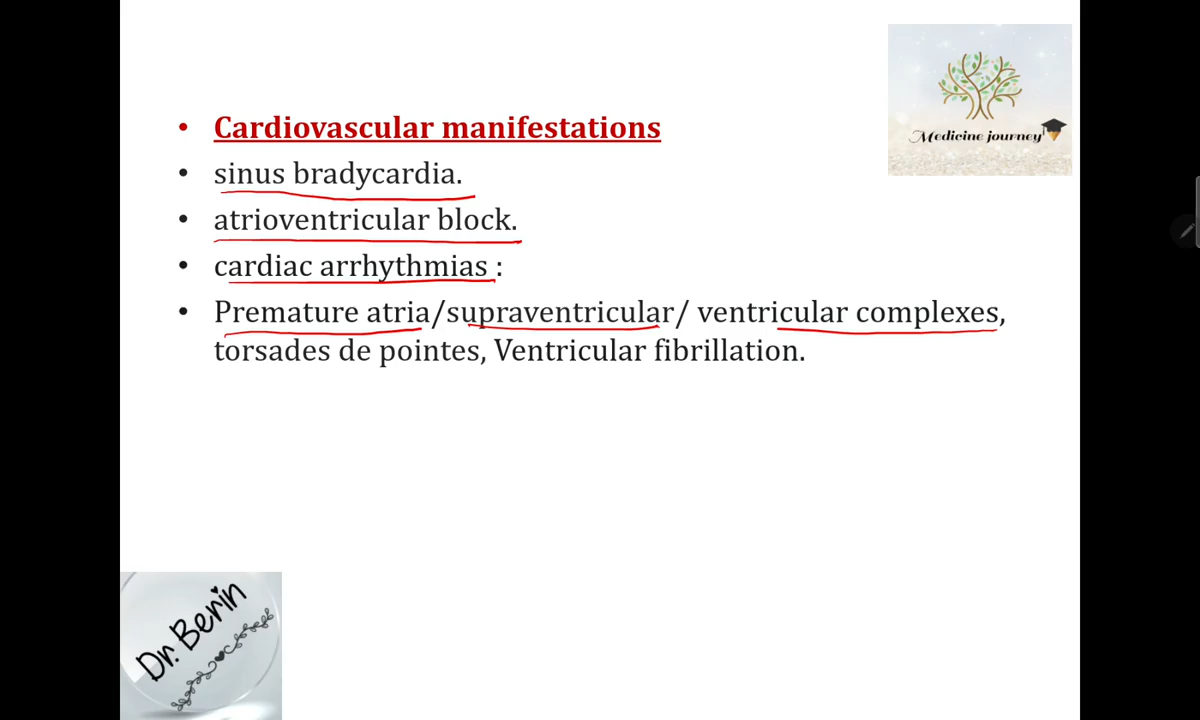 Medicine journey
• Cardiovascular manifestations
• sinus bradycardia.
• atrioventricular block.
• cardiac arrhythmias :
• Premature atria/supraventricular/ ventricular complexes,
torsades de pointes, Ventricular fibrillation.
Dr. Berin